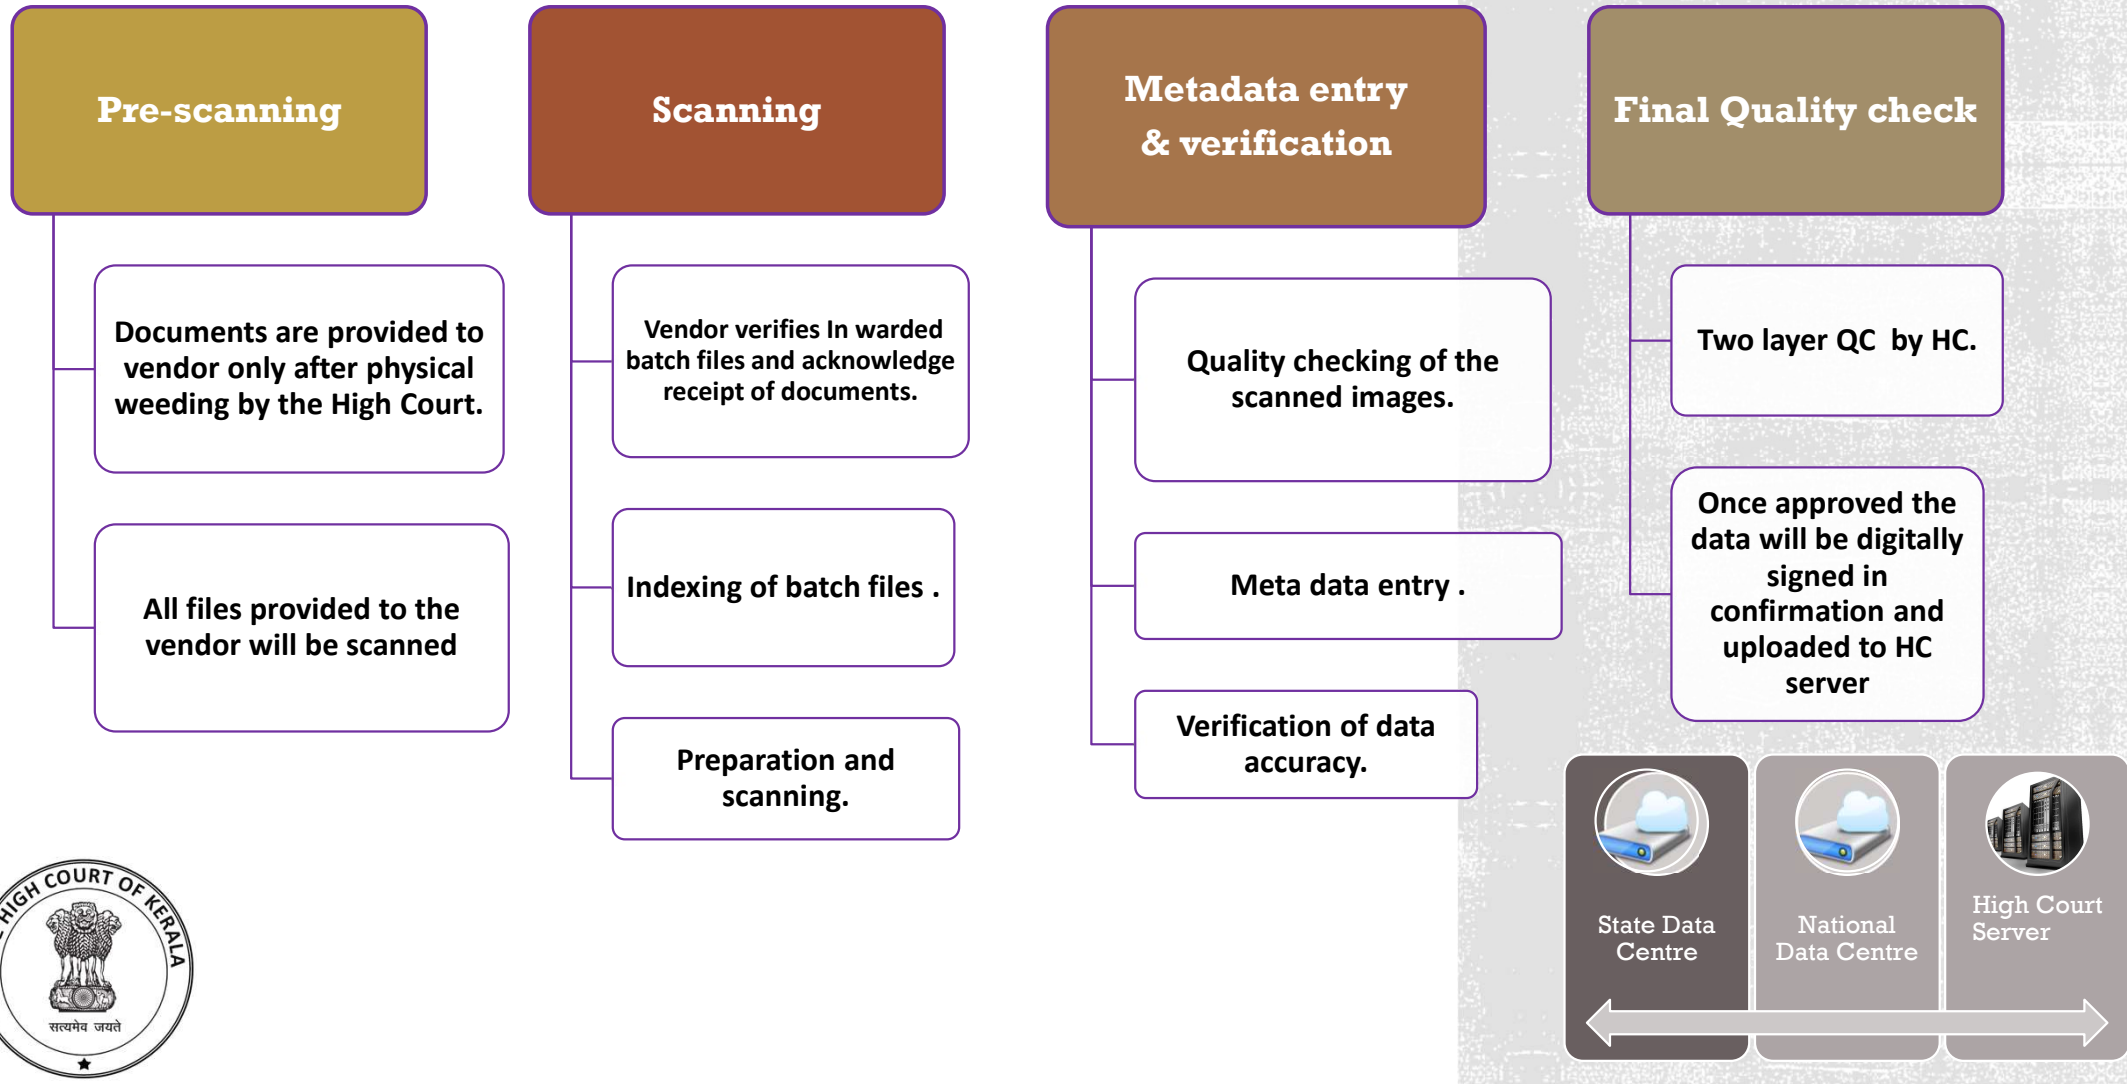 Pre-scanning
Documents are provided to
vendor only after physical
weeding by the High Court.
All files provided to the
vendor will be scanned
Scanning
Vendor verifies In warded
batch files and acknowledge
receipt of documents.
Indexing of batch files .
Preparation and
scanning.
Metadata entry
& verification
Quality checking of the
scanned images.
Meta data entry .
Verification of data
accuracy.
Final Quality check
Two layer QC by HC.
Once approved the
data will be digitally
signed in
confirmation and
uploaded to HC
server
State Data
Centre
National
Data Centre
High Court
Server
HIGH COURT OF KERALA
सत्यमेव जयते